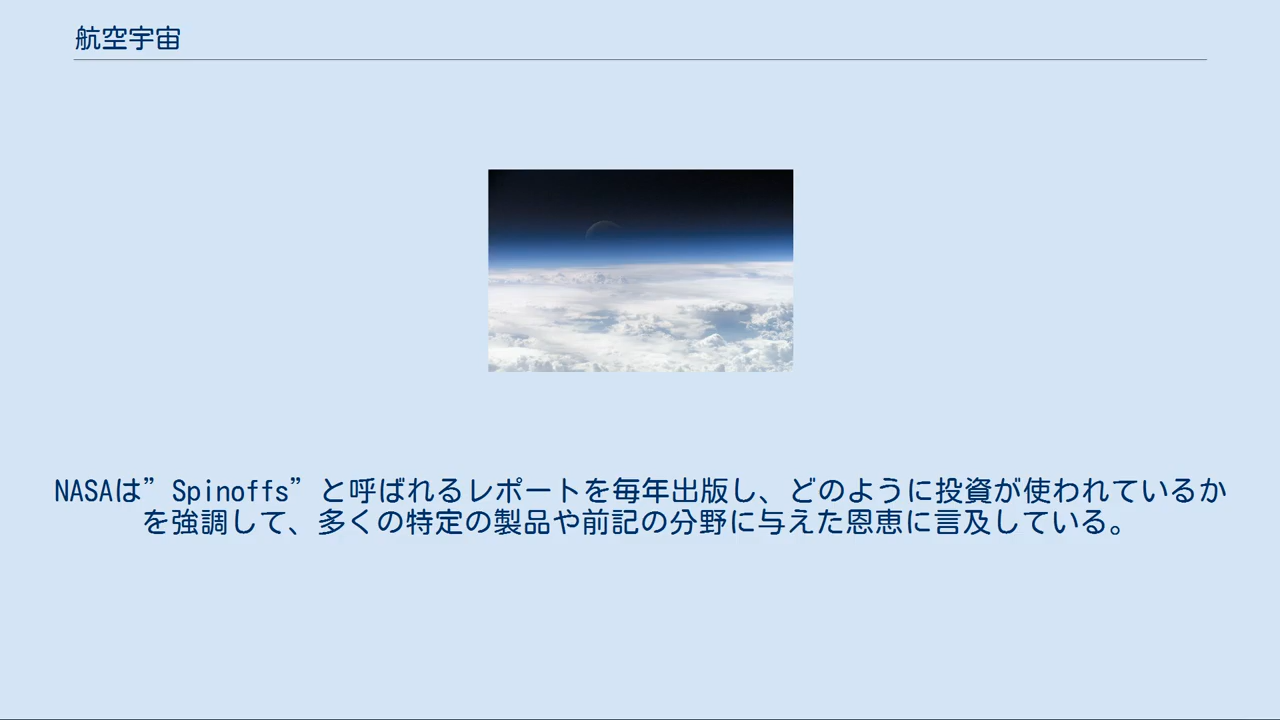 航空宇宙
NASAは”Spinoffs”と呼ばれるレポートを毎年出版し、どのように投資が使われているか
を強調して、多くの特定の製品や前記の分野に与えた恩恵に言及している。